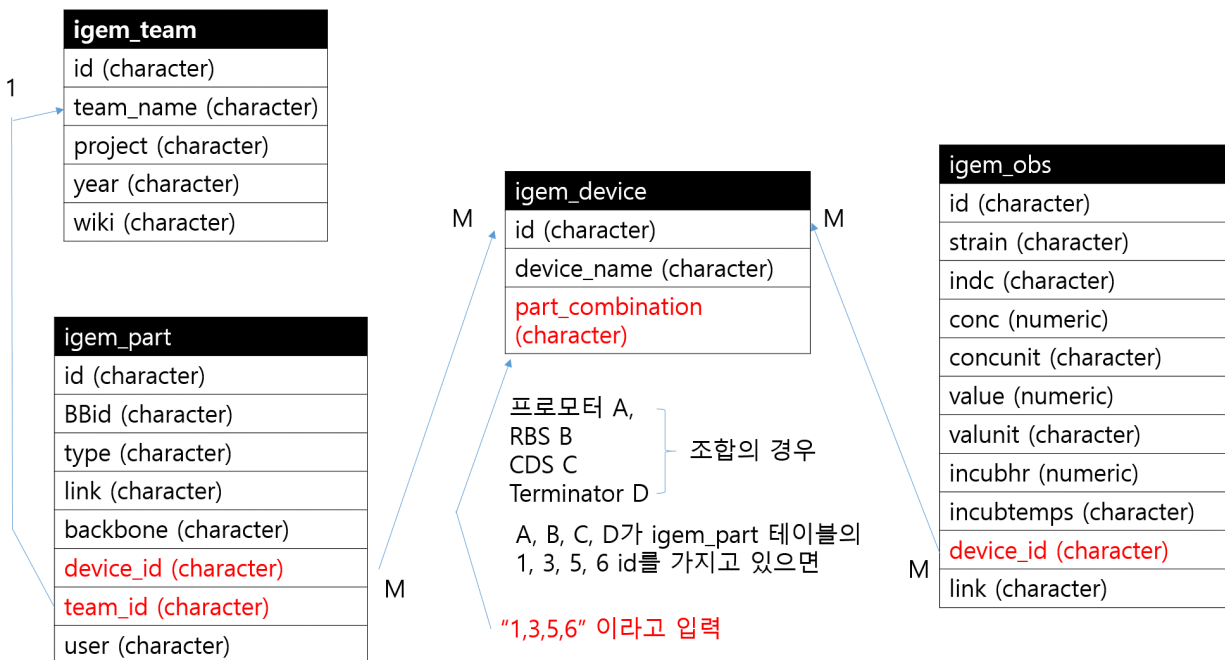 igem_team
id (character)
team_name (character)
project (character)
year (character)
wiki (character)
1
igem_part
id (character)
BBid (character)
type (character)
link (character)
backbone (character)
device_id (character)
team_id (character)
user (character)
M
M
igem_device
id (character)
device_name (character)
part_combination
(character)
M
M
프로모터 A,
RBS B
CDS C
Terminator D
조합의 경우
A, B, C, D가 igem_part 테이블의
1, 3, 5, 6 id를 가지고 있으면
“1,3,5,6” 이라고 입력
igem_obs
id (character)
strain (character)
indc (character)
conc (numeric)
concunit (character)
value (numeric)
valunit (character)
incubhr (numeric)
incubtemps (character)
device_id (character)
link (character)